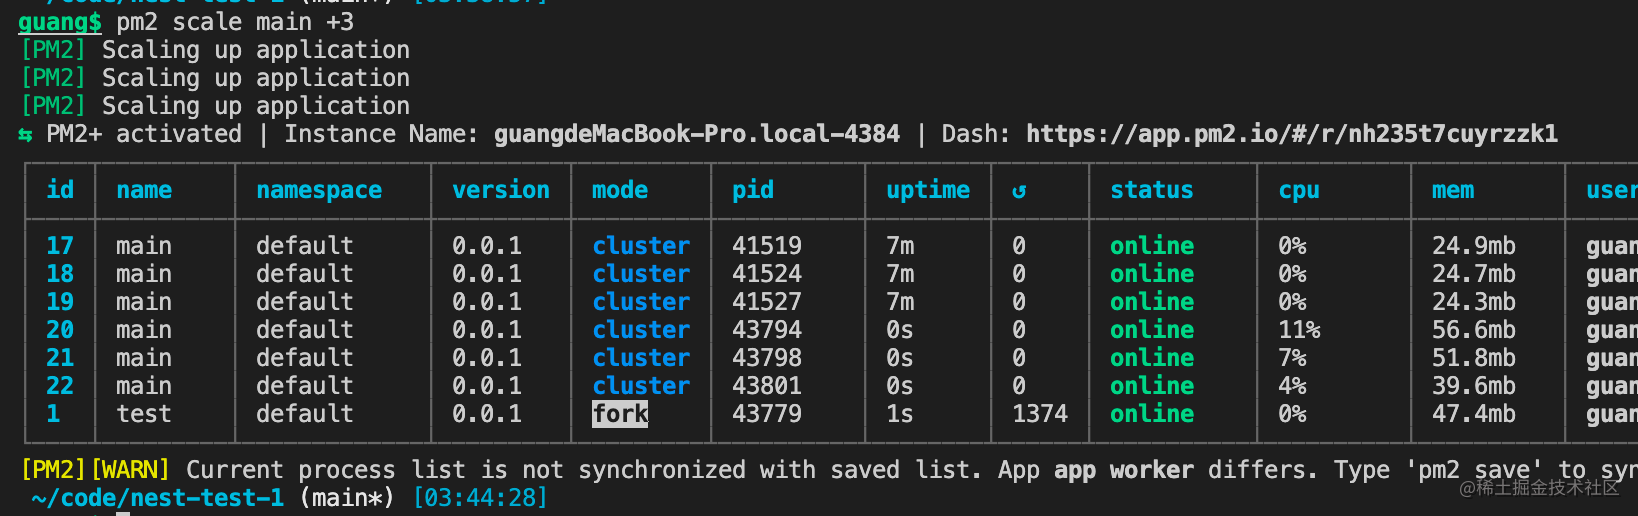 ~/code/nest-test-1 (main*) [03:36:37]
guang$ pm2 scale main +3
[PM2] Scaling up application
[PM2] Scaling up application
[PM2] Scaling up application
⇆ PM2+ activated | Instance Name: guangdeMacBook-Pro.local-4384 | Dash: https://app.pm2.io/#/r/nh235t7cuyrzzk1
id name namespace version mode pid uptime ↺ status cpu mem user
17 main default 0.0.1 cluster 41519 7m 0 online 0% 24.9mb guan
18 main default 0.0.1 cluster 41524 7m 0 online 0% 24.7mb guan
19 main default 0.0.1 cluster 41527 7m 0 online 0% 24.3mb guan
20 main default 0.0.1 cluster 43794 0s 0 online 11% 56.6mb guan
21 main default 0.0.1 cluster 43798 0s 0 online 7% 51.8mb guan
22 main default 0.0.1 cluster 43801 0s 0 online 4% 39.6mb guan
1 test default 0.0.1 fork 43779 1s 1374 online 0% 47.4mb guan
[PM2][WARN] Current process list is not synchronized with saved list. App app worker differs. Type 'pm2 save' to syn
~/code/nest-test-1 (main*) [03:44:28]
@稀土掘金技术社区